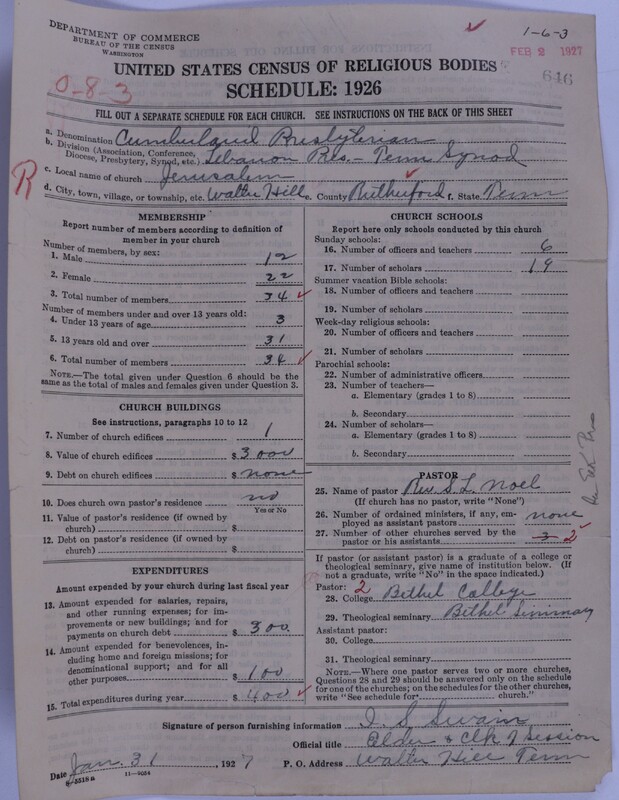 DEPARTMENT OF COMMERCE
BUREAU OF THE CENSUS
WASHINGTON
1-6-3
FEB 2 1927
646
0-8-3
UNITED STATES CENSUS OF RELIGIOUS BODIES
SCHEDULE: 1926
FILL OUT A SEPARATE SCHEDULE FOR EACH CHURCH. SEE INSTRUCTIONS ON THE BACK OF THIS SHEET
a. Denomination Cumberland Presbyterian
b. Division (Association, Conference, Diocese, Presbytery, Synod, etc.) Lebanon Pbs - Tenn Synod
c. Local name of church Jerusalem
R
d. City, town, village, or township, etc. Walter Hill e. County Rutherford f. State Tenn
MEMBERSHIP
Report number of members according to definition of
member in your church
Number of members, by sex:
1. Male 12
2. Female 22
3. Total number of members 34
Number of members under and over 13 years old:
4. Under 13 years of age 3
5. 13 years old and over 31
6. Total number of members 34
NOTE.—The total given under Question 6 should be the
same as the total of males and females given under Question 3.
CHURCH BUILDINGS
See instructions, paragraphs 10 to 12
7. Number of church edifices 1
8. Value of church edifices $ 3000
9. Debt on church edifices $ none
10. Does church own pastor's residence no
Yes or No
11. Value of pastor's residence (if owned by
church) $
12. Debt on pastor's residence (if owned by
church) $
EXPENDITURES
Amount expended by your church during last fiscal year
13. Amount expended for salaries, repairs,
and other running expenses; for im-
provements or new buildings; and for
payments on church debt $ 300
14. Amount expended for benevolences, in-
cluding home and foreign missions; for
denominational support; and for all
other purposes $ 100
15. Total expenditures during year $ 400
CHURCH SCHOOLS
Report here only schools conducted by this church
Sunday schools:
16. Number of officers and teachers 6
17. Number of scholars 19
Summer vacation Bible schools:
18. Number of officers and teachers
19. Number of scholars
Week-day religious schools:
20. Number of officers and teachers
21. Number of scholars
Parochial schools:
22. Number of administrative officers
23. Number of teachers—
a. Elementary (grades 1 to 8)
b. Secondary
24. Number of scholars—
a. Elementary (grades 1 to 8)
b. Secondary
PASTOR
25. Name of pastor Rev. S. L. Noel
(If church has no pastor, write "None")
26. Number of ordained ministers, if any, em-
ployed as assistant pastors none
27. Number of other churches served by the
pastor or his assistants 3 2
If pastor (or assistant pastor) is a graduate of a college or
theological seminary, give name of institution below. (If
not a graduate, write "No" in the space indicated.)
Pastor: 2
28. College Bethel College
29. Theological seminary Bethel Seminary
Assistant pastor:
30. College
31. Theological seminary
NOTE.—Where one pastor serves two or more churches,
Questions 28 and 29 should be answered only on the schedule
for one of the churches; on the schedules for the other churches,
write "See schedule for church."
Signature of person furnishing information I. S. Swain
Official title Elder & Clk of Session
Date Jan. 31, 1927 P. O. Address Walter Hill Tenn
8-3518 a 11-9024